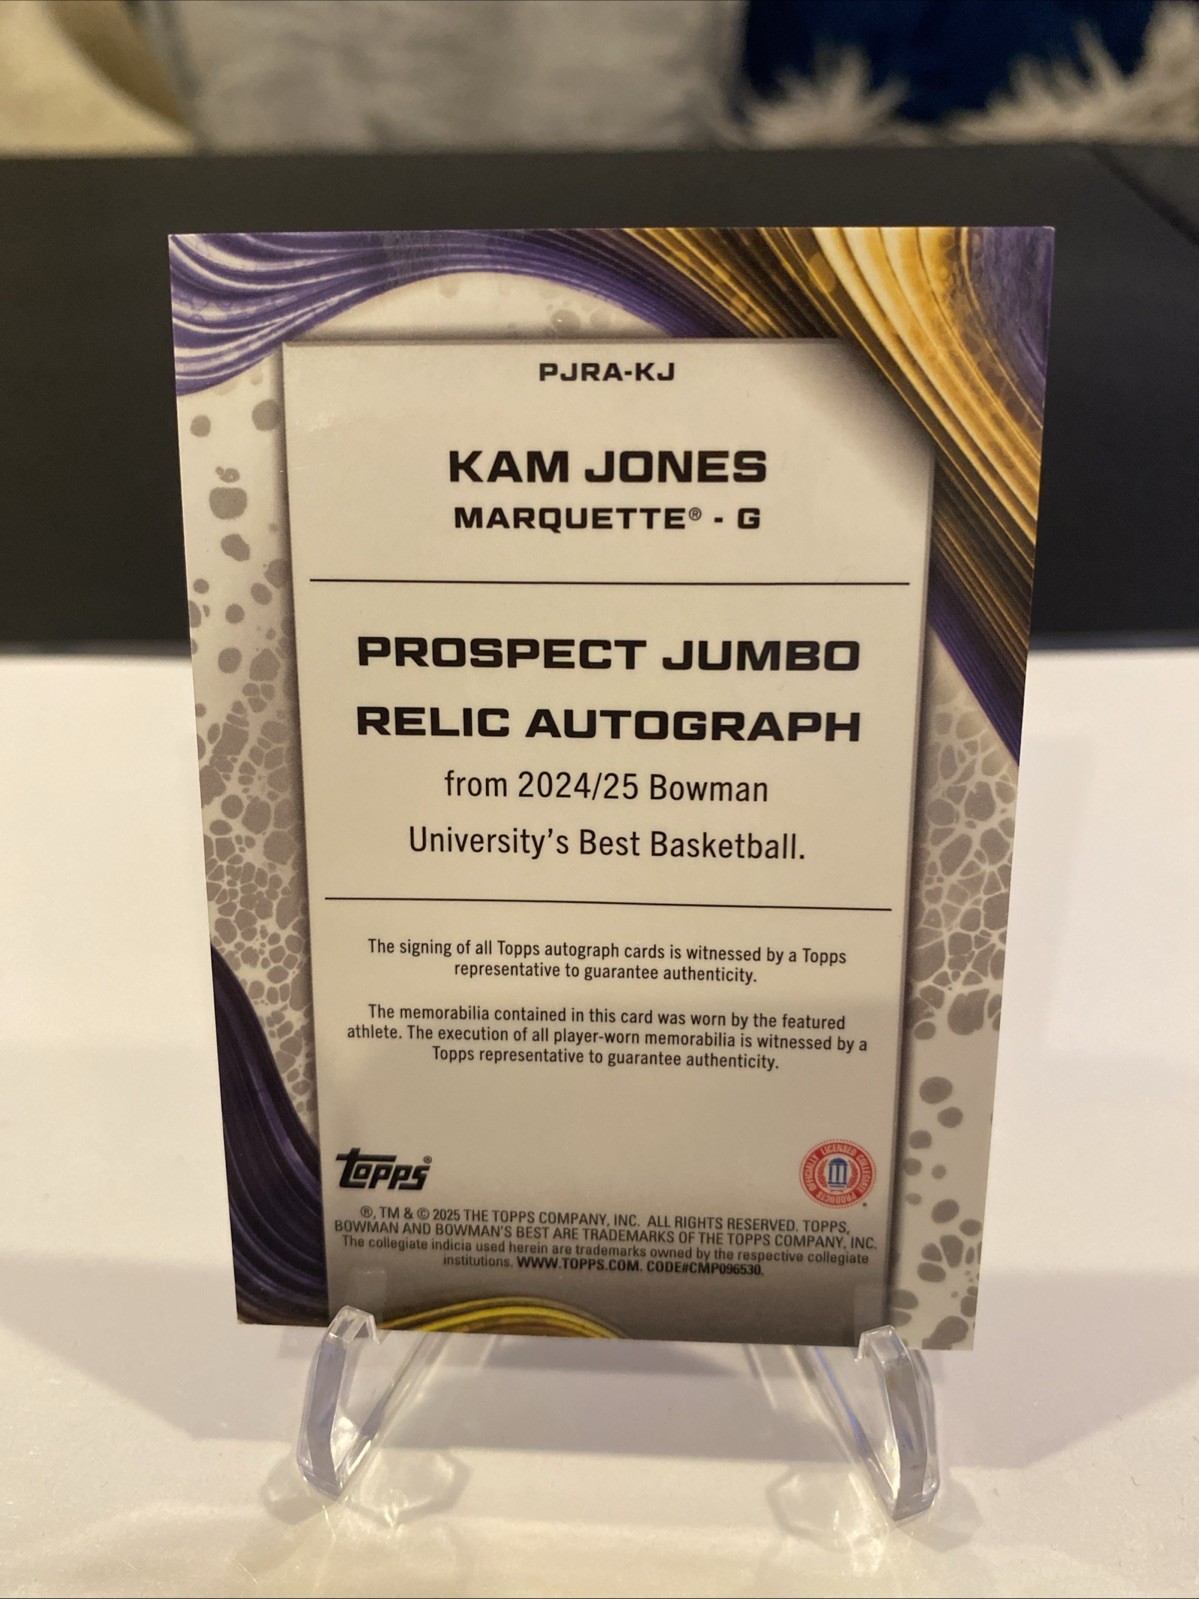 PJRA-KJ
KAM JONES
MARQUETTE® - G
PROSPECT JUMBO
RELIC AUTOGRAPH
from 2024/25 Bowman
University's Best Basketball.
The signing of all Topps autograph cards is witnessed by a Topps
representative to guarantee authenticity.
The memorabilia contained in this card was worn by the featured
athlete. The execution of all player-worn memorabilia is witnessed by a
Topps representative to guarantee authenticity.
topps®
OFFICIALLY LICENSED COLLEGIATE PRODUCTS
®, TM & © 2025 THE TOPPS COMPANY, INC. ALL RIGHTS RESERVED. TOPPS,
BOWMAN AND BOWMAN'S BEST ARE TRADEMARKS OF THE TOPPS COMPANY, INC.
The collegiate indicia used herein are trademarks owned by the respective collegiate
institutions. WWW.TOPPS.COM. CODE#CMP096530.